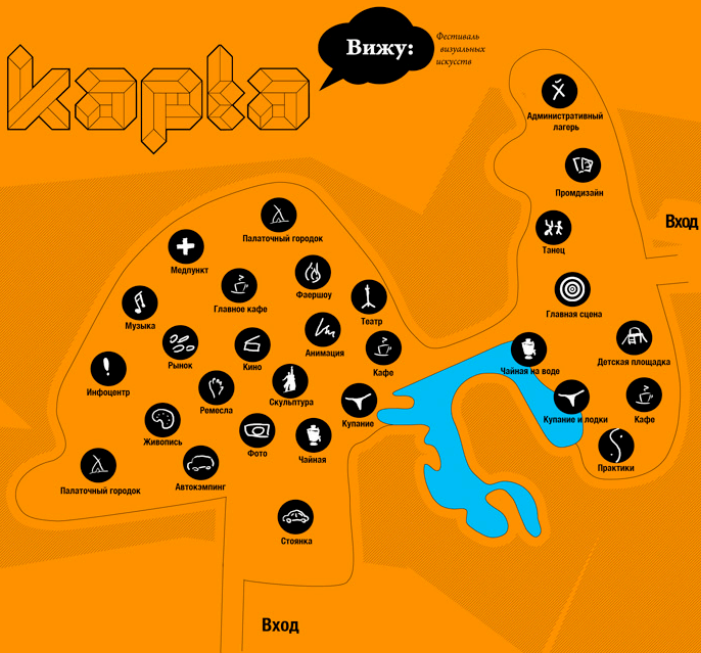 карта
Вижу:
Фестиваль
визуальных
искусств
Административный
лагерь
Промдизайн
Вход
Танец
Палаточный городок
Медпункт
Фаершоу
Главное кафе
Главная сцена
Театр
Музыка
Анимация
Рынок
Кино
Детская площадка
Кафе
Чайная на воде
Инфоцентр
Скульптура
Ремесла
Купание
Купание и лодки
Кафе
Живопись
Фото
Чайная
Практики
Палаточный городок
Автокэмпинг
Стоянка
Вход